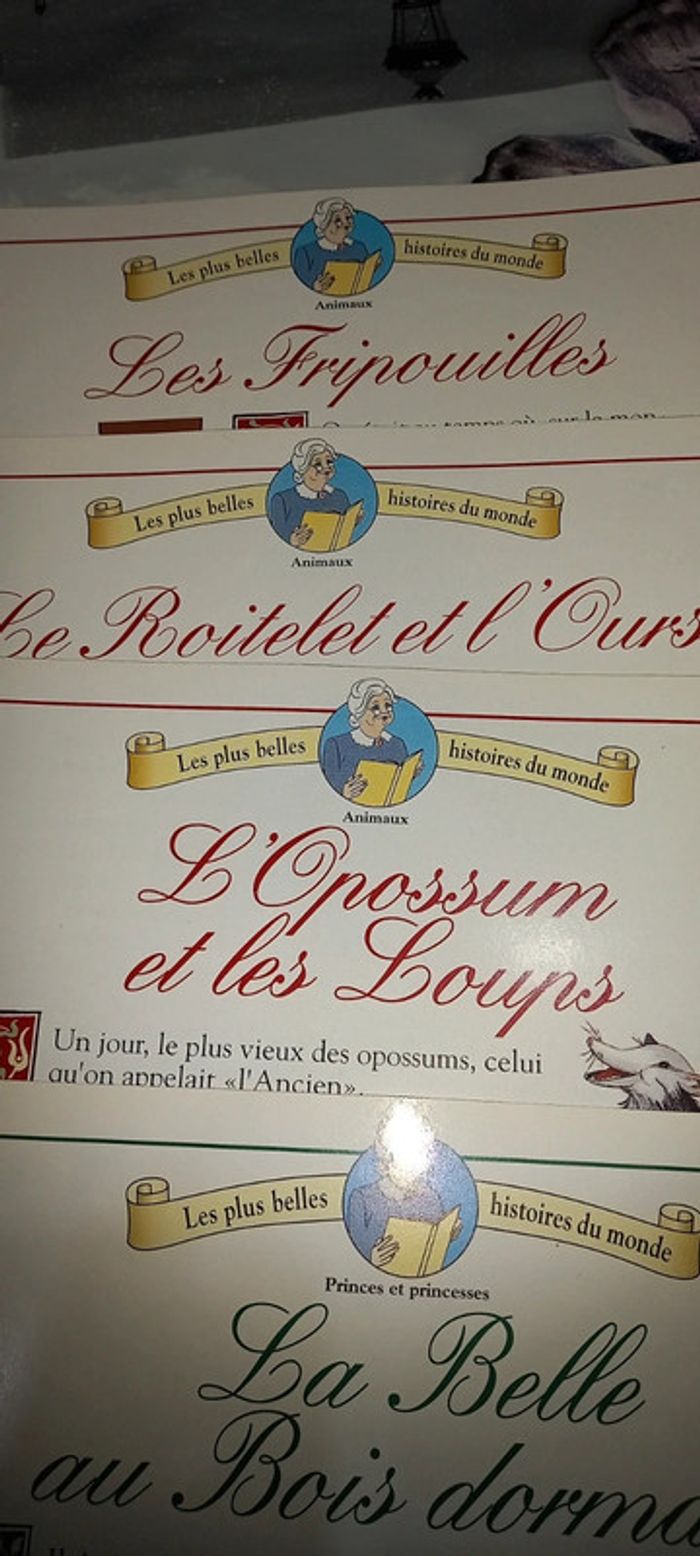 Les plus belles histoires du monde
Animaux
Les Fripouilles
Les plus belles histoires du monde
Animaux
Le Roitelet et l'Ours
Les plus belles histoires du monde
Animaux
L'Opossum
et les Loups
Un jour, le plus vieux des opossums, celui
qu'on appelait «l'Ancien».
Les plus belles histoires du monde
Princes et princesses
La Belle
au Bois dorma